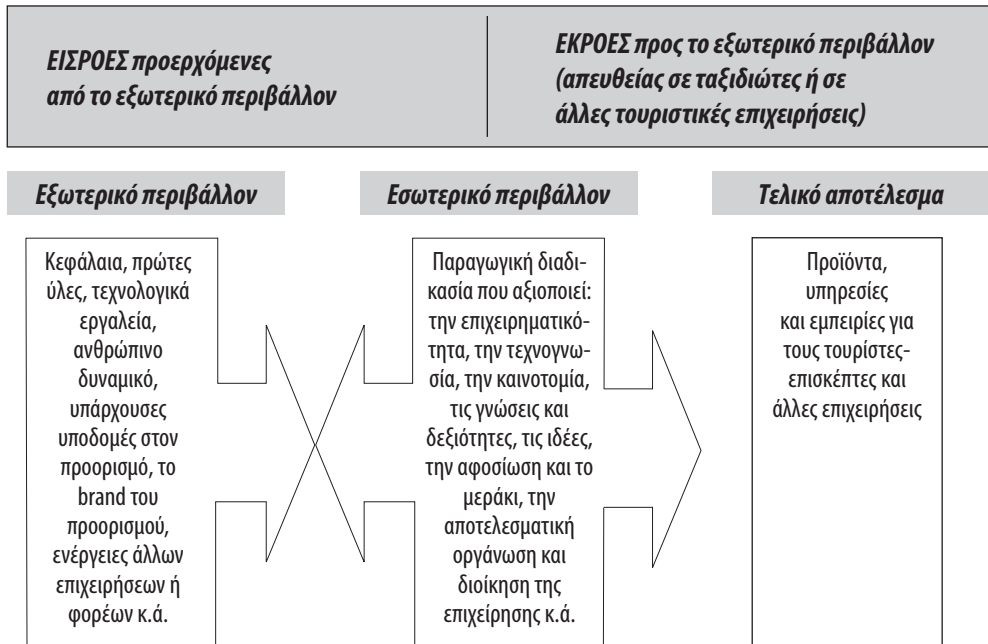 ΕΙΣΡΟΕΣ προερχόμενες
από το εξωτερικό περιβάλλον
ΕΚΡΟΕΣ προς το εξωτερικό περιβάλλον
(απευθείας σε ταξιδιώτες ή σε
άλλες τουριστικές επιχειρήσεις)
Εξωτερικό περιβάλλον
Κεφάλαια, πρώτες
ύλες, τεχνολογικά
εργαλεία,
ανθρώπινο
δυναμικό,
υπάρχουσες
υποδομές στον
προορισμό, το
brand του
προορισμού,
ενέργειες άλλων
επιχειρήσεων ή
φορέων κ.ά.
Εσωτερικό περιβάλλον
Παραγωγική διαδι-
κασία που αξιοποιεί:
την επιχειρηματικό-
τητα, την τεχνογνω-
σία, την καινοτομία,
τις γνώσεις και
δεξιότητες, τις ιδέες,
την αφοσίωση και το
μεράκι, την
αποτελεσματική
οργάνωση και
διοίκηση της
επιχείρησης κ.ά.
Τελικό αποτέλεσμα
Προϊόντα,
υπηρεσίες
και εμπειρίες για
τους τουρίστες-
επισκέπτες και
άλλες επιχειρήσεις